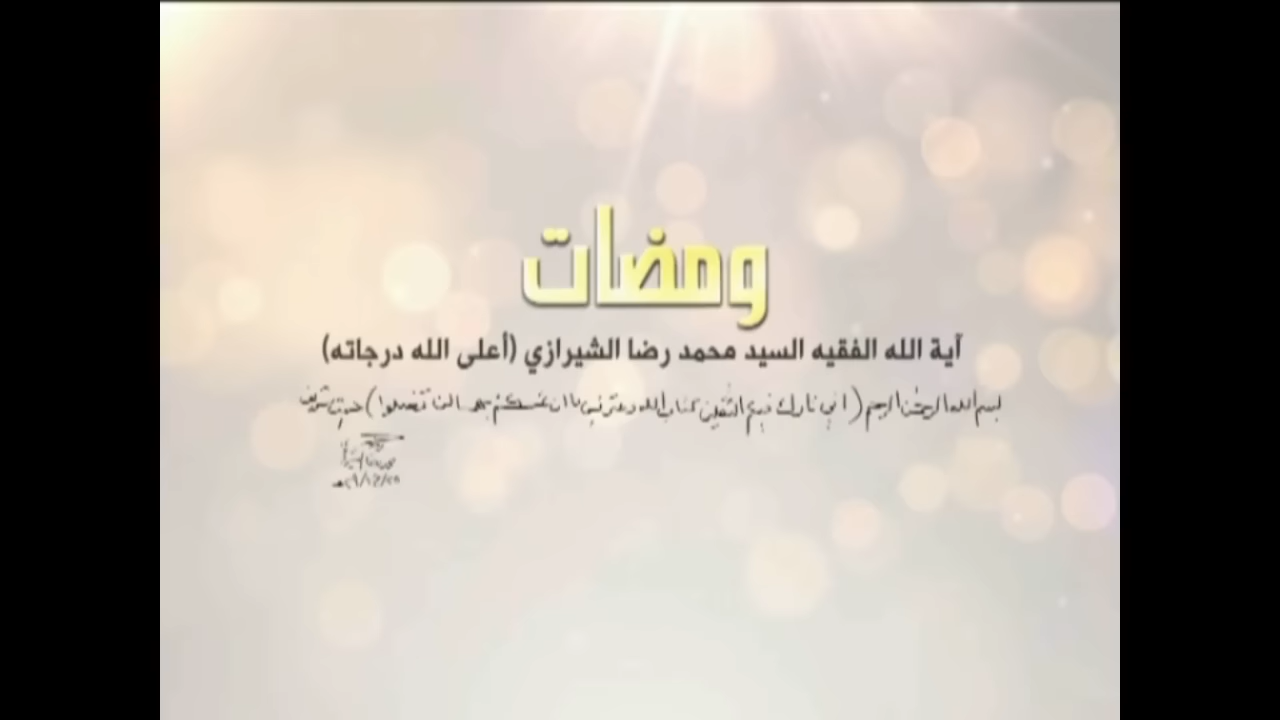 ومضات
آية الله الفقيه السيد محمد رضا الشيرازي (أعلى الله درجاته)
بسم الله الرحمن الرحيم (اني تارك فيكم الثقلين كتاب الله وعترتي ما ان تمسكتم بهما لن تضلوا) حديث شريف